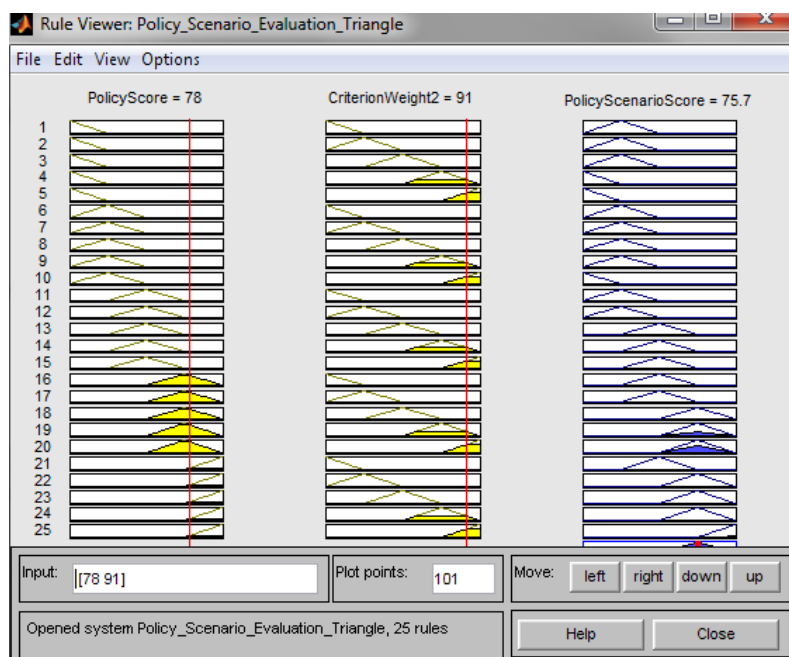 Rule Viewer: Policy_Scenario_Evaluation_Triangle
File Edit View Options
PolicyScore = 78
CriterionWeight2 = 91
PolicyScenarioScore = 75.7
1
2
3
4
5
6
7
8
9
10
11
12
13
14
15
16
17
18
19
20
21
22
23
24
25
Input: [78 91]
Plot points: 101
Move: left right down up
Opened system Policy_Scenario_Evaluation_Triangle, 25 rules
Help Close